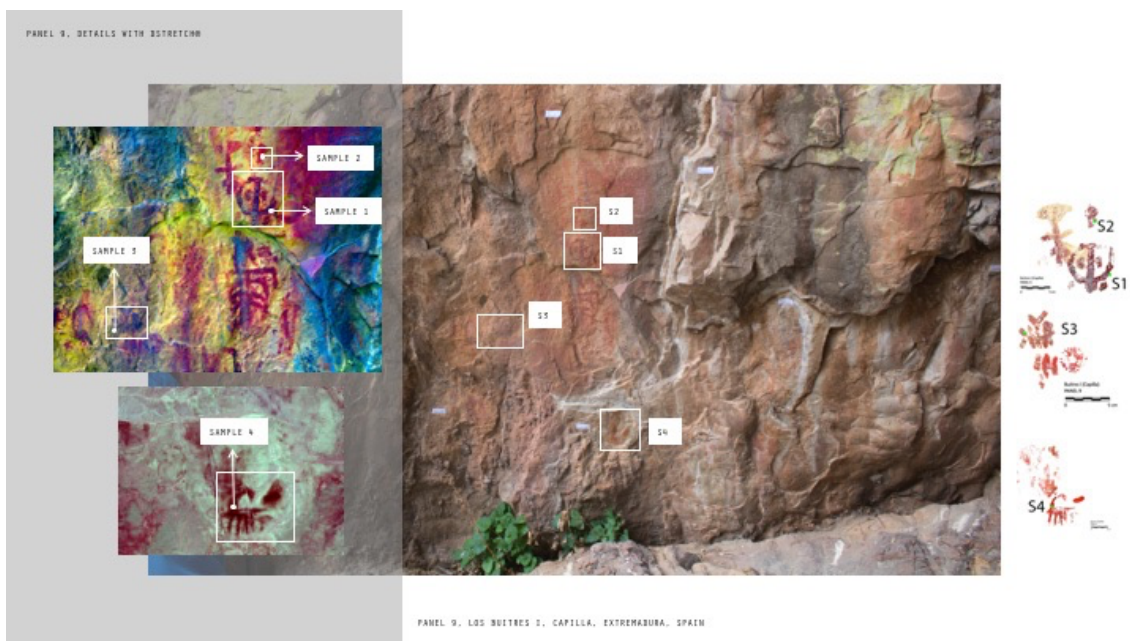 PANEL 9, DETAILS WITH DSTRETCH®
SAMPLE 2
SAMPLE 1
SAMPLE 3
SAMPLE 4
S2
S1
S3
S4
S2
S1
S3
S4
PANEL 9, LOS BUITRES I, CAPILLA, EXTREMADURA, SPAIN